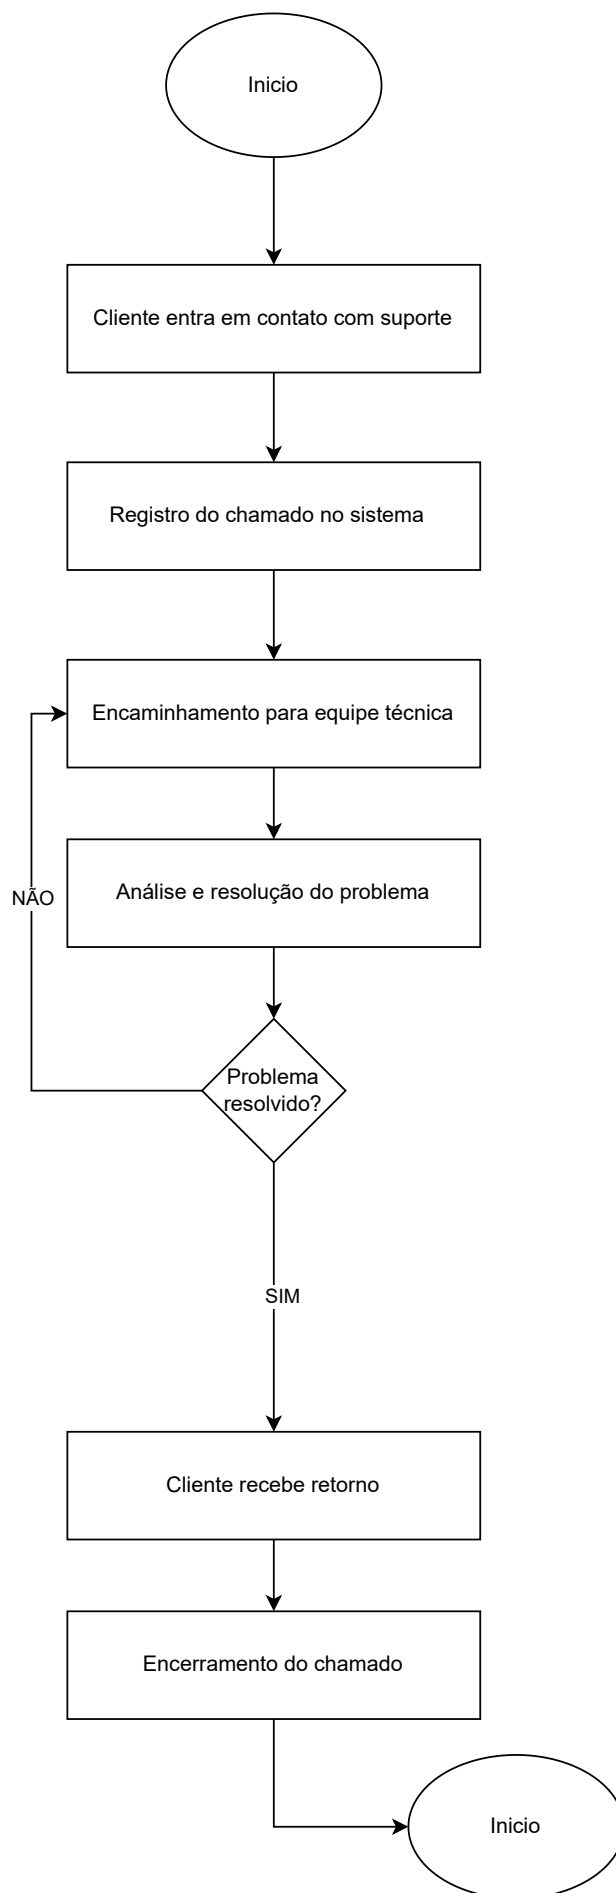 Inicio
Cliente entra em contato com suporte
Registro do chamado no sistema
Encaminhamento para equipe técnica
Análise e resolução do problema
NÃO
Problema
resolvido?
SIM
Cliente recebe retorno
Encerramento do chamado
Inicio